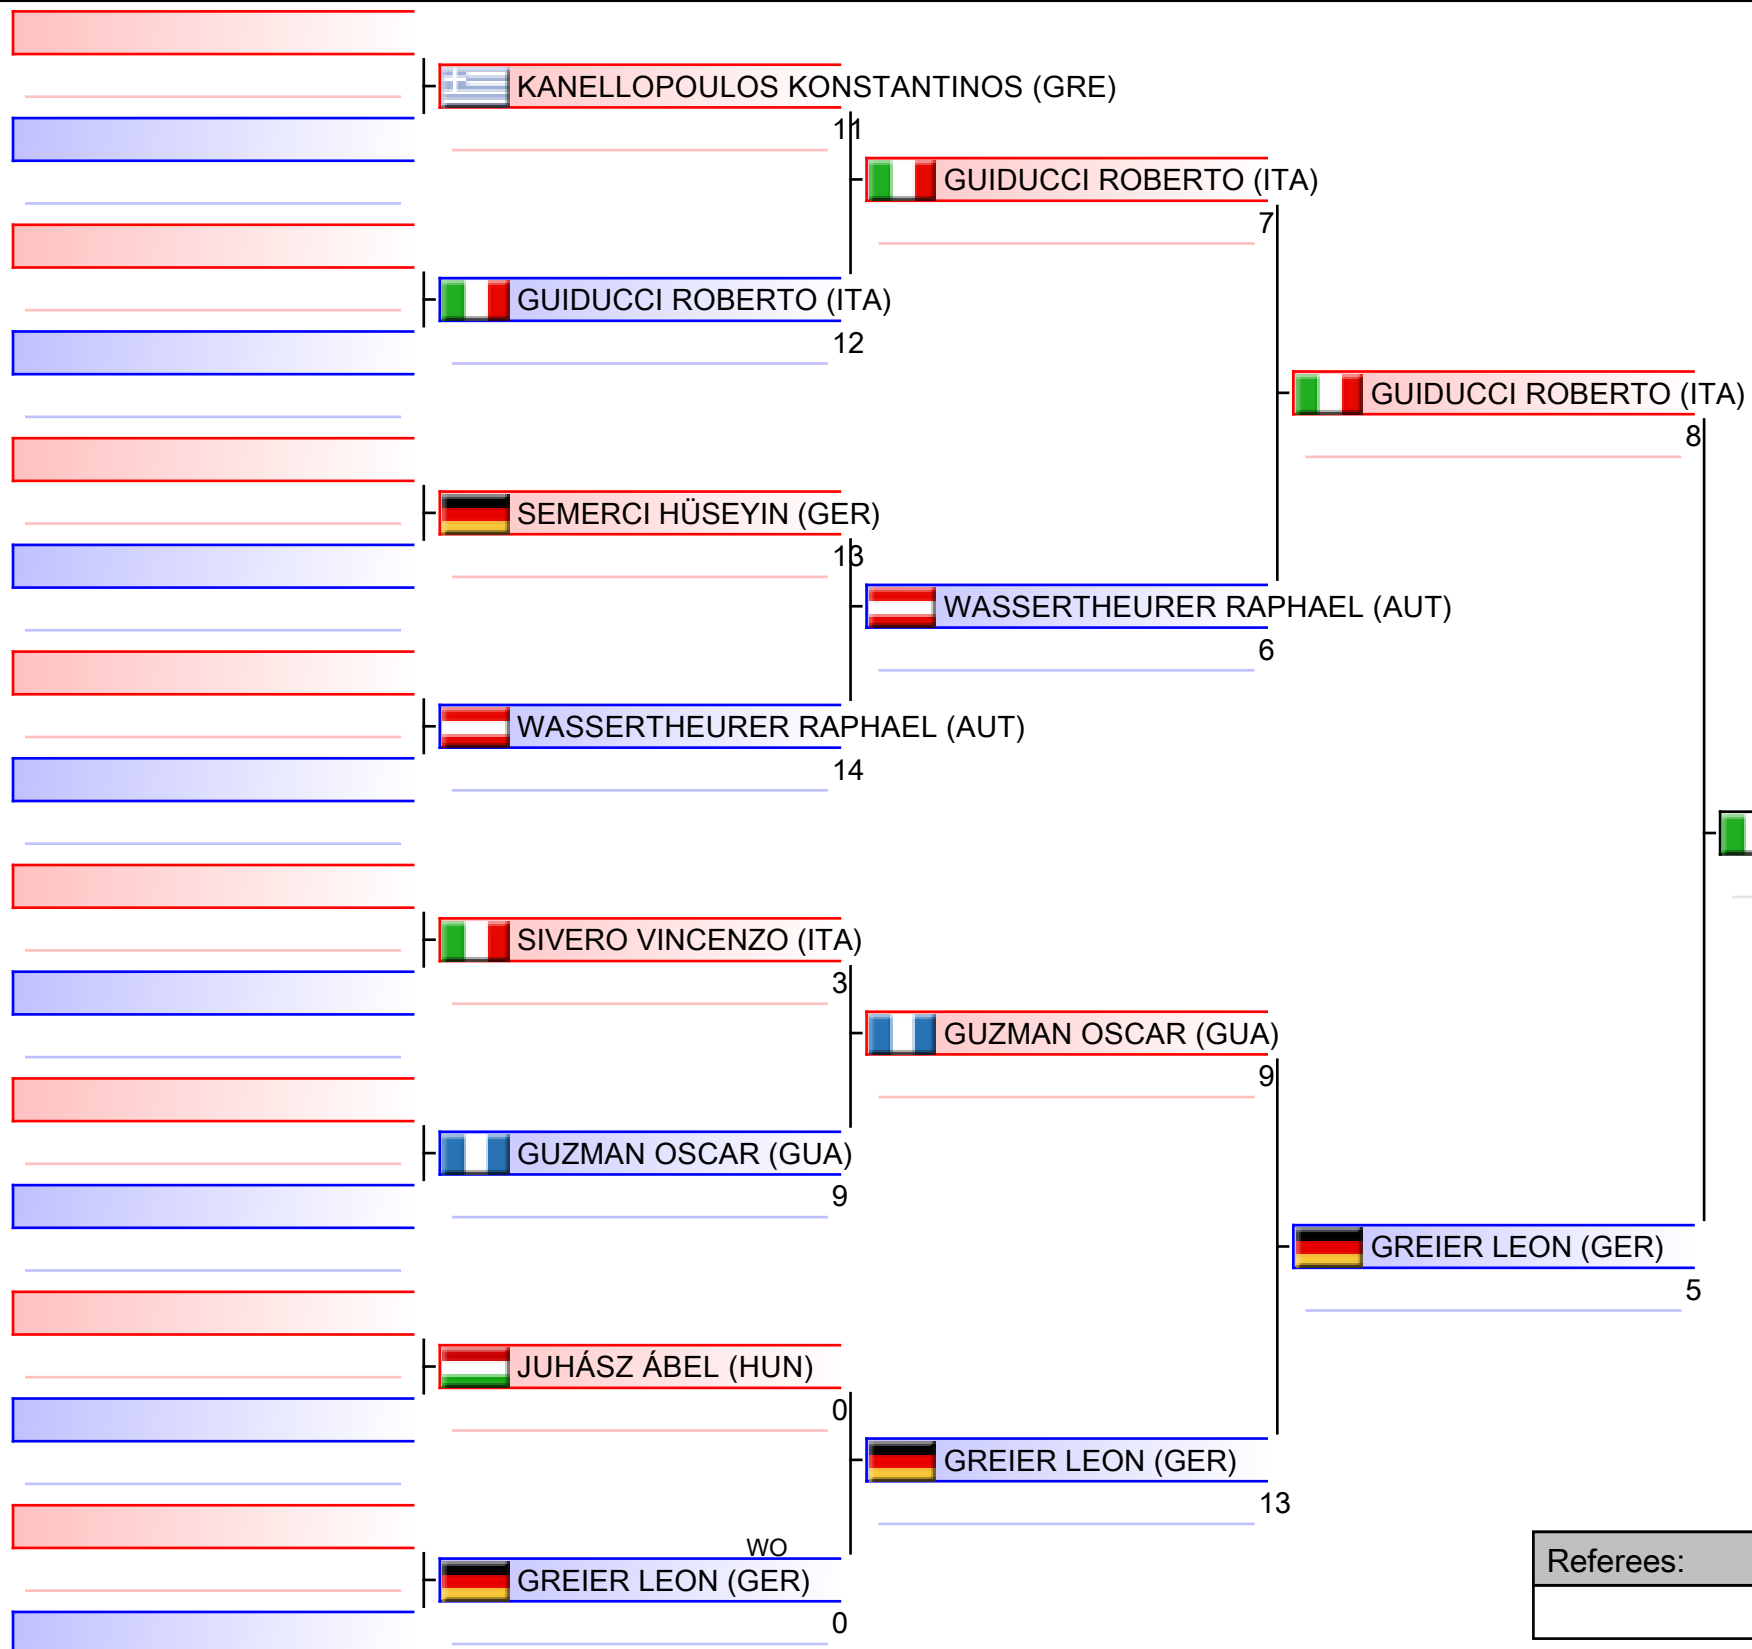 KANELLOPOULOS KONSTANTINOS (GRE)
11
GUIDUCCI ROBERTO (ITA)
7
GUIDUCCI ROBERTO (ITA)
12
GUIDUCCI ROBERTO (ITA)
8
SEMERCI HÜSEYIN (GER)
13
WASSERTHEURER RAPHAEL (AUT)
6
WASSERTHEURER RAPHAEL (AUT)
14
SIVERO VINCENZO (ITA)
3
GUZMAN OSCAR (GUA)
9
GUZMAN OSCAR (GUA)
9
GREIER LEON (GER)
5
JUHÁSZ ÁBEL (HUN)
0
GREIER LEON (GER)
13
WO
GREIER LEON (GER)
0
Referees: